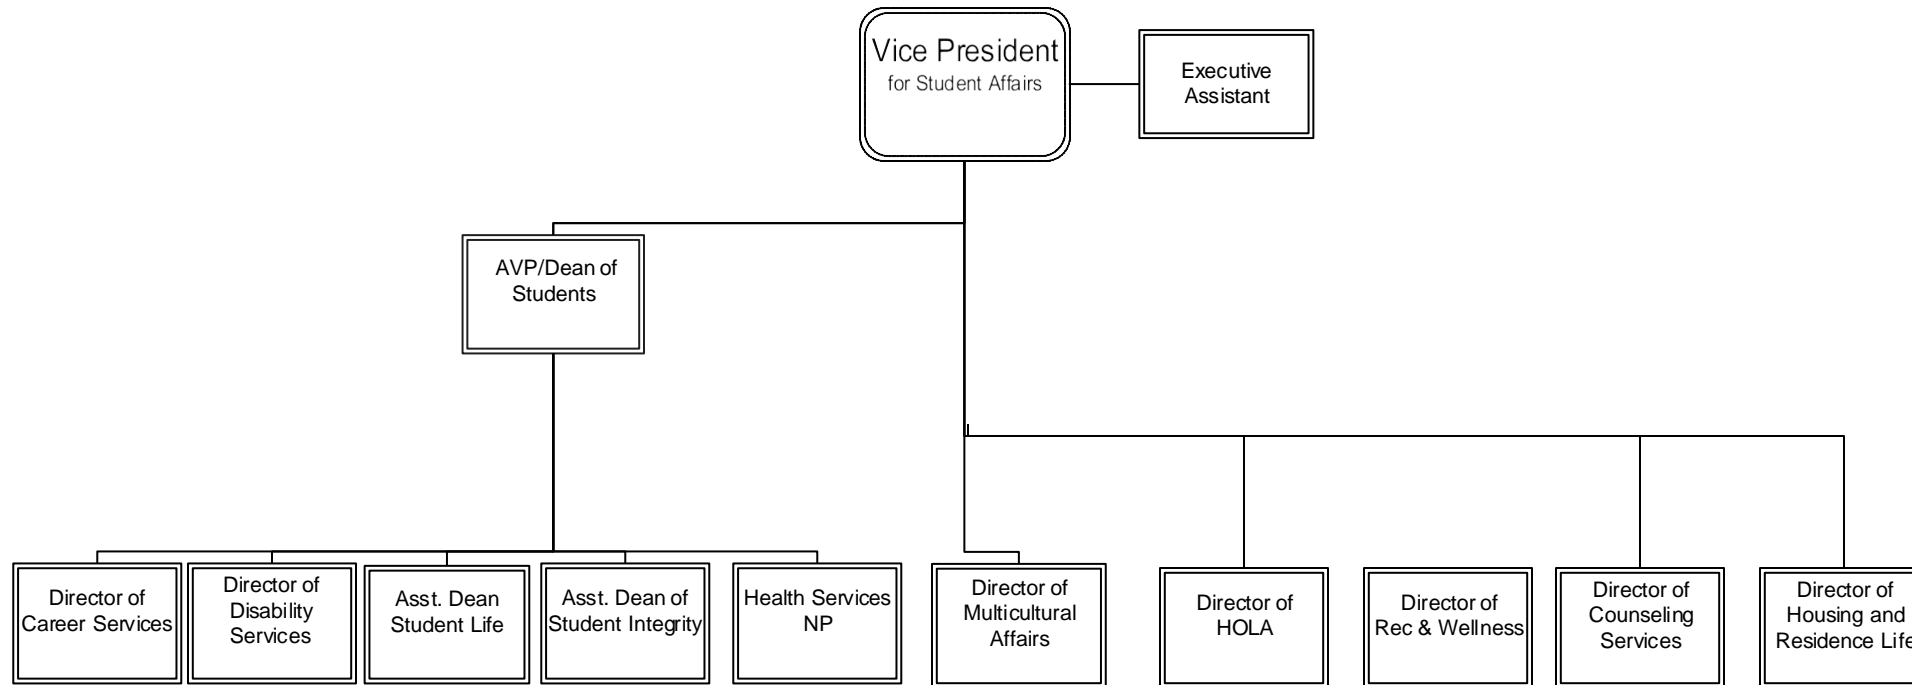 Vice President
for Student Affairs
Executive
Assistant
AVP/Dean of
Students
Director of
Career Services
Director of
Disability
Services
Asst. Dean
Student Life
Asst. Dean of
Student Integrity
Health Services
NP
Director of
Multicultural
Affairs
Director of
HOLA
Director of
Rec & Wellness
Director of
Counseling
Services
Director of
Housing and
Residence Life